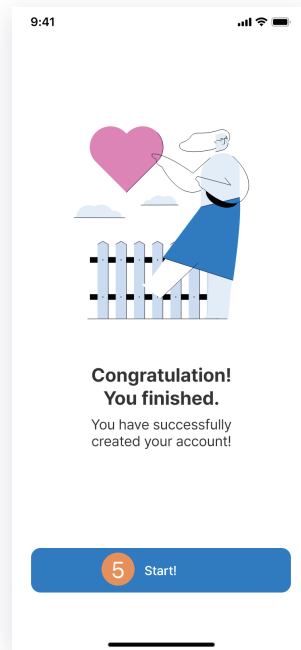 9:41
Congratulation!
You finished.
You have successfully
created your account!
5 Start!